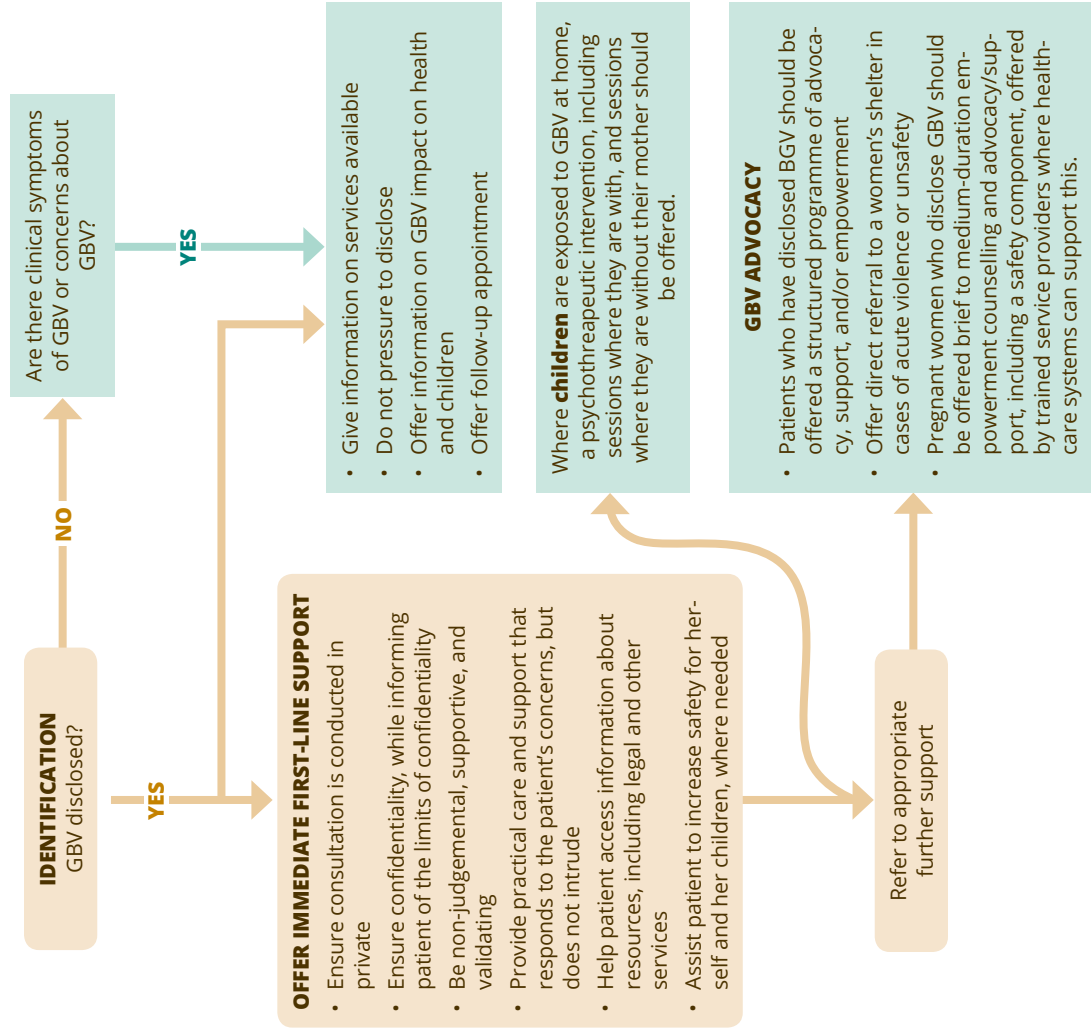 IDENTIFICATION
GBV disclosed?
NO
Are there clinical symptoms
of GBV or concerns about
GBV?
YES
YES
OFFER IMMEDIATE FIRST-LINE SUPPORT
• Ensure consultation is conducted in
private
• Ensure confidentiality, while informing
patient of the limits of confidentiality
• Be non-judgemental, supportive, and
validating
• Provide practical care and support that
responds to the patient’s concerns, but
does not intrude
• Help patient access information about
resources, including legal and other
services
• Assist patient to increase safety for her-
self and her children, where needed
• Give information on services available
• Do not pressure to disclose
• Offer information on GBV impact on health
and children
• Offer follow-up appointment
Where children are exposed to GBV at home,
a psychothreapeutic intervention, including
sessions where they are with, and sessions
where they are without their mother should
be offered.
Refer to appropriate
further support
GBV ADVOCACY
• Patients who have disclosed BGV should be
offered a structured programme of advoca-
cy, support, and/or empowerment
• Offer direct referral to a women’s shelter in
cases of acute violence or unsafety
• Pregnant women who disclose GBV should
be offered brief to medium-duration em-
powerment counselling and advocacy/sup-
port, including a safety component, offered
by trained service providers where health-
care systems can support this.